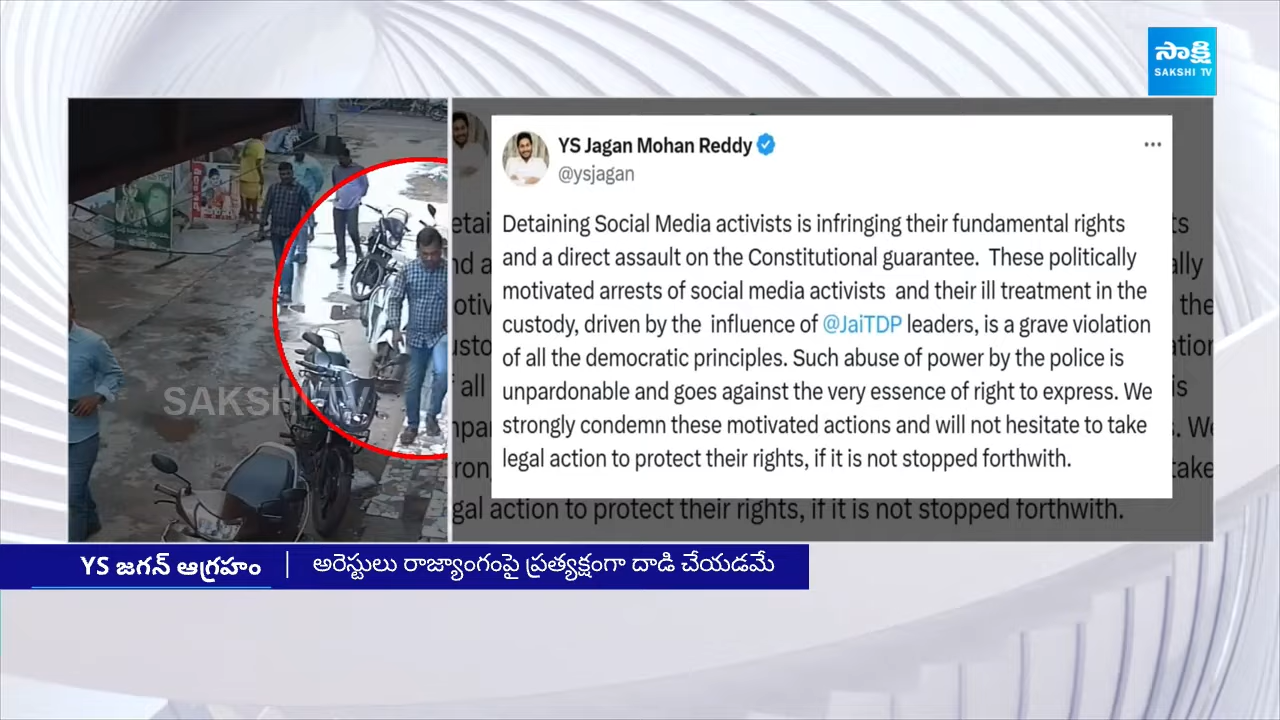 సాక్షి
SAKSHI TV
YS Jagan Mohan Reddy
@ysjagan
Detaining Social Media activists is infringing their fundamental rights
and a direct assault on the Constitutional guarantee. These politically
motivated arrests of social media activists and their ill treatment in the
custody, driven by the influence of @JaiTDP leaders, is a grave violation
of all the democratic principles. Such abuse of power by the police is
unpardonable and goes against the very essence of right to express. We
strongly condemn these motivated actions and will not hesitate to take
legal action to protect their rights, if it is not stopped forthwith.
gal action to protect their rights, if it is not stopped forthwith.
SAKSHI TV
YS జగన్ ఆగ్రహం | అరెస్టులు రాజ్యాంగంపై ప్రత్యక్షంగా దాడి చేయడమే